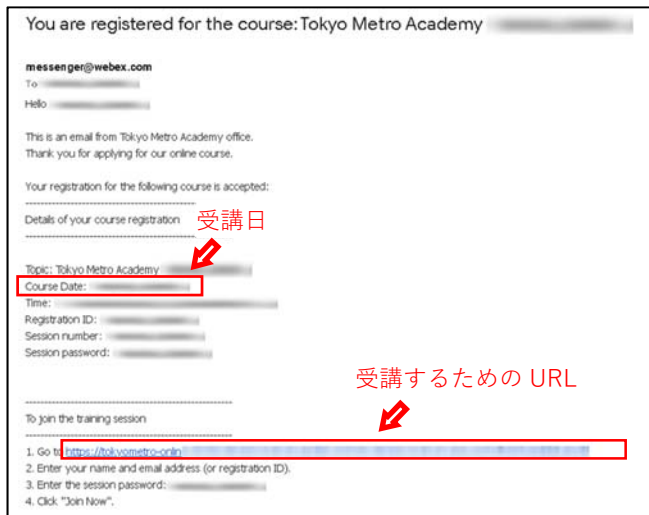 You are registered for the course: Tokyo Metro Academy
messenger@webex.com
To
Hello
This is an email from Tokyo Metro Academy office.
Thank you for applying for our online course.
Your registration for the following course is accepted:
----------------------------------------------------
Details of your course registration
受講日
----------------------------------------------------
Topic: Tokyo Metro Academy
Course Date:
Time:
Registration ID:
Session number:
Session password:
受講するための URL
----------------------------------------------------
To join the training session
----------------------------------------------------
1. Go to https://tokyometro-onlin
2. Enter your name and email address (or registration ID).
3. Enter the session password:
4. Click "Join Now".